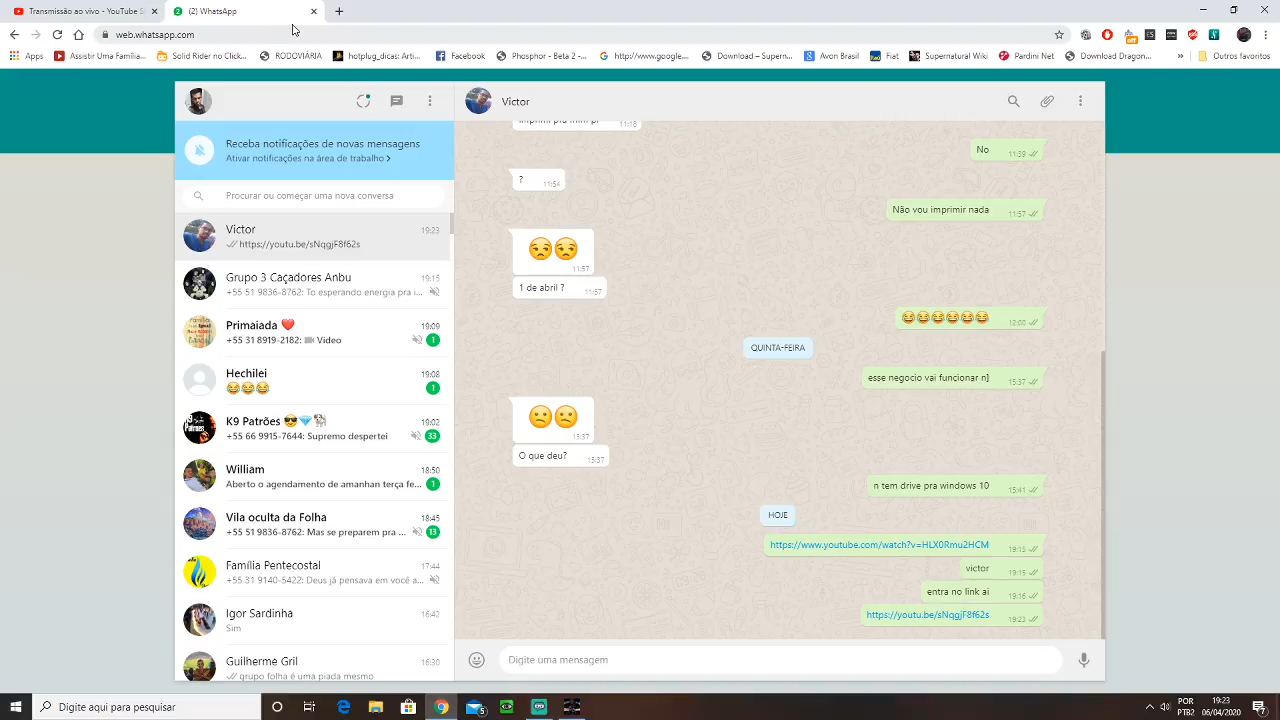 Transmissão ao vivo - YouTube S
(2) WhatsApp
web.whatsapp.com
Apps
Assistir Uma Famíli...
Solid Rider no Click...
RODOVIÁRIA
hotplug_dicas: Arti...
Facebook
Phosphor - Beta 2 -...
http://www.google...
Download – Supern...
Avon Brasil
Fiat
Supernatural Wiki
Pardini Net
Download Dragon...
»
Outros favoritos
off
Victor
Receba notificações de novas mensagens
Ativar notificações na área de trabalho >
Procurar ou começar uma nova conversa
Victor 19:23
https://youtu.be/sNqgjF8f62s
Grupo 3 Caçadores Anbu 19:15
+55 51 9836-8762: To esperando energia pra i...
Primaiada ❤️ 19:09
+55 31 8919-2182: Vídeo 1
Hechilei 19:08
😂😂😂 1
K9 Patrões 😎💎🐕 19:02
+55 66 9915-7644: Supremo despertei 33
William 18:50
Aberto o agendamento de amanhan terça fe... 1
Vila oculta da Folha 18:45
+55 51 9836-8762: Mas se preparem pra ... 13
Família Pentecostal 17:44
+55 31 9140-5422: Deus já pensava em você a...
Igor Sardinha 16:42
Sim
Guilherme Gril 16:30
grupo folha é uma piada mesmo
11:18
No 11:39
? 11:54
Não vou imprimir nada 11:57
😒😒 11:57
1 de abril ? 11:57
😂😂😂😂😂😂 12:00
QUINTA-FEIRA
esse negocio vai funcionar n] 15:37
😕😕 15:37
O que deu? 15:37
n tem drive pra windows 10 15:41
HOJE
https://www.youtube.com/watch?v=HLX0Rmu2HCM 19:15
victor 19:15
entra no link ai 19:16
https://youtu.be/sNqgjF8f62s 19:23
Digite uma mensagem
Digite aqui para pesquisar
5
POR
PTB2
19:23
06/04/2020